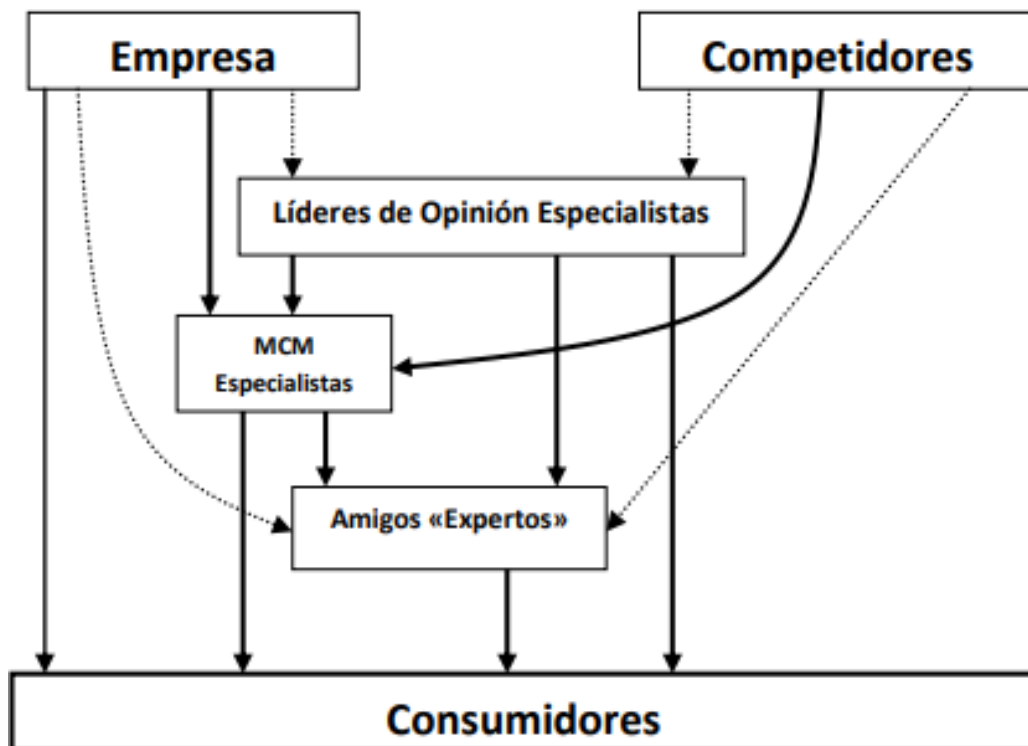 Empresa
Competidores
Líderes de Opinión Especialistas
MCM
Especialistas
Amigos «Expertos»
Consumidores